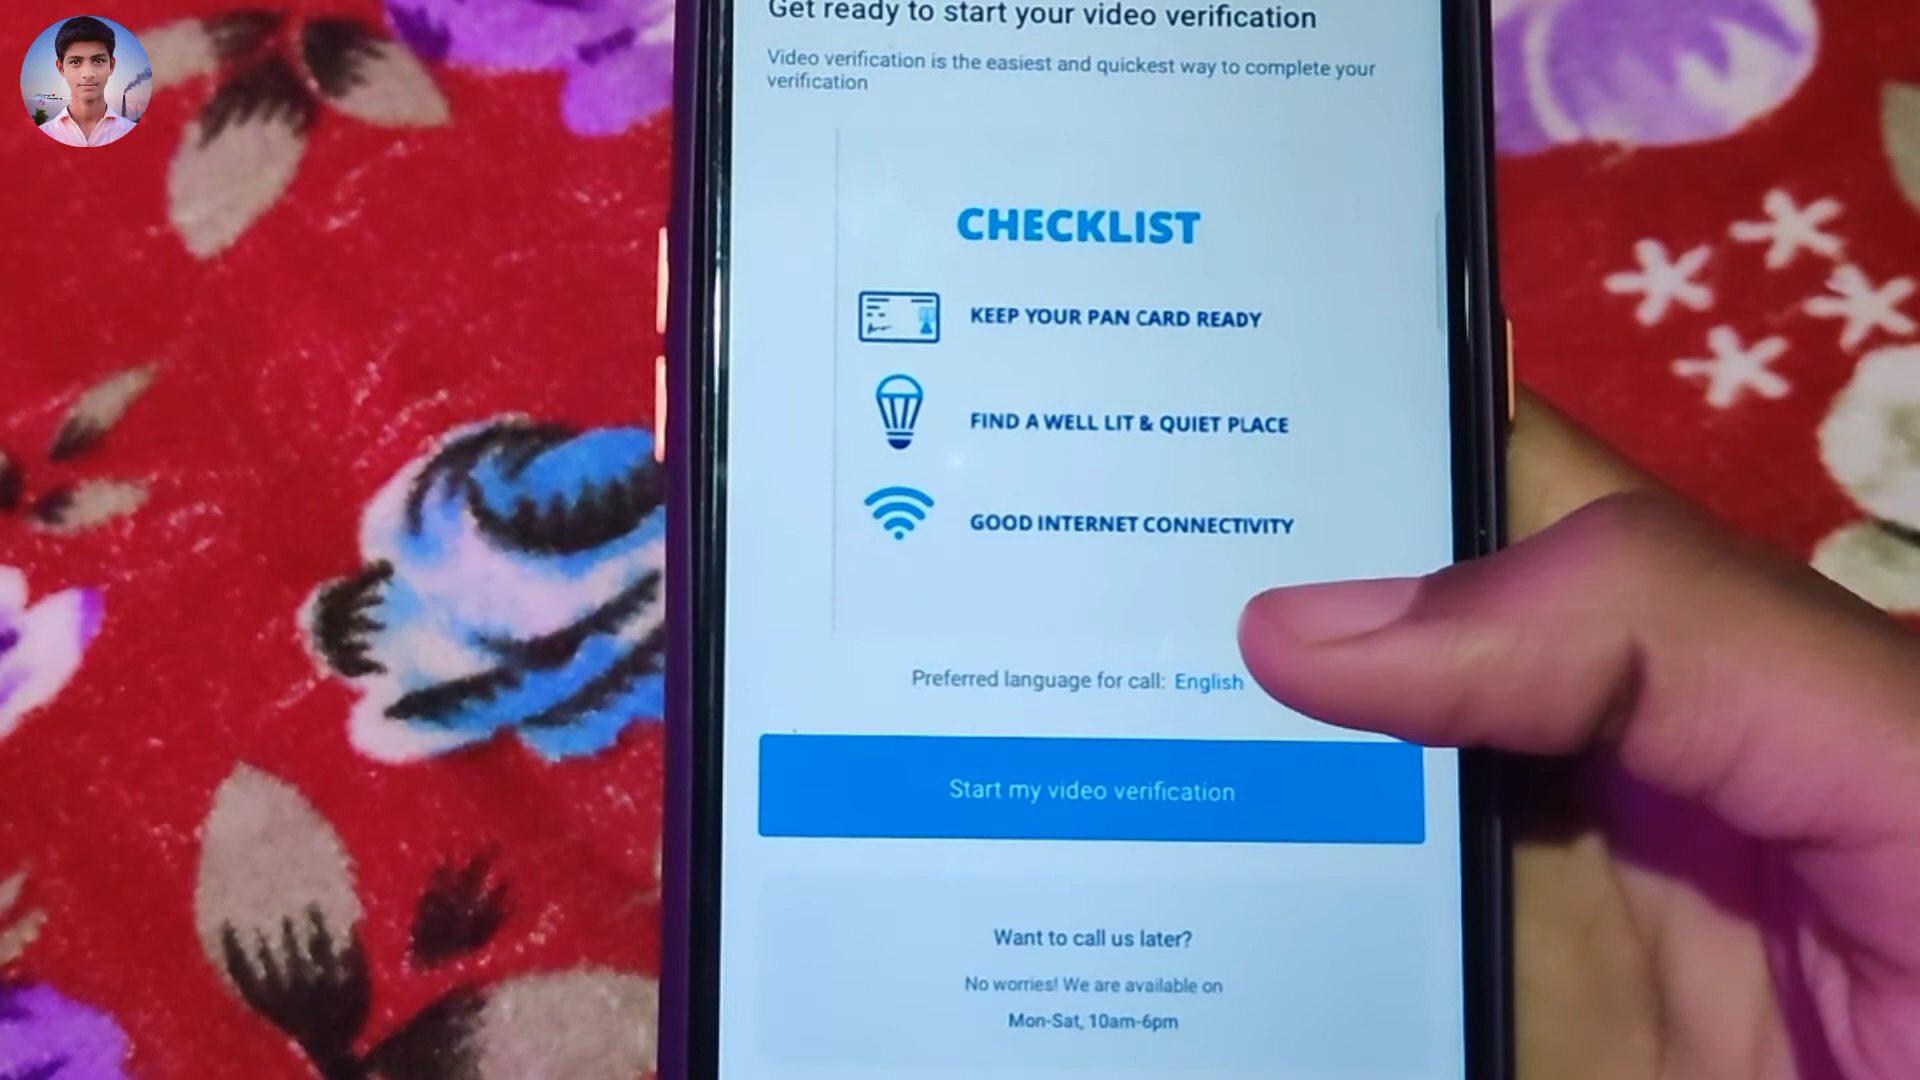 Get ready to start your video verification
Video verification is the easiest and quickest way to complete your
verification
CHECKLIST
KEEP YOUR PAN CARD READY
FIND A WELL LIT & QUIET PLACE
GOOD INTERNET CONNECTIVITY
Preferred language for call: English
Start my video verification
Want to call us later?
No worries! We are available on
Mon-Sat, 10am-6pm